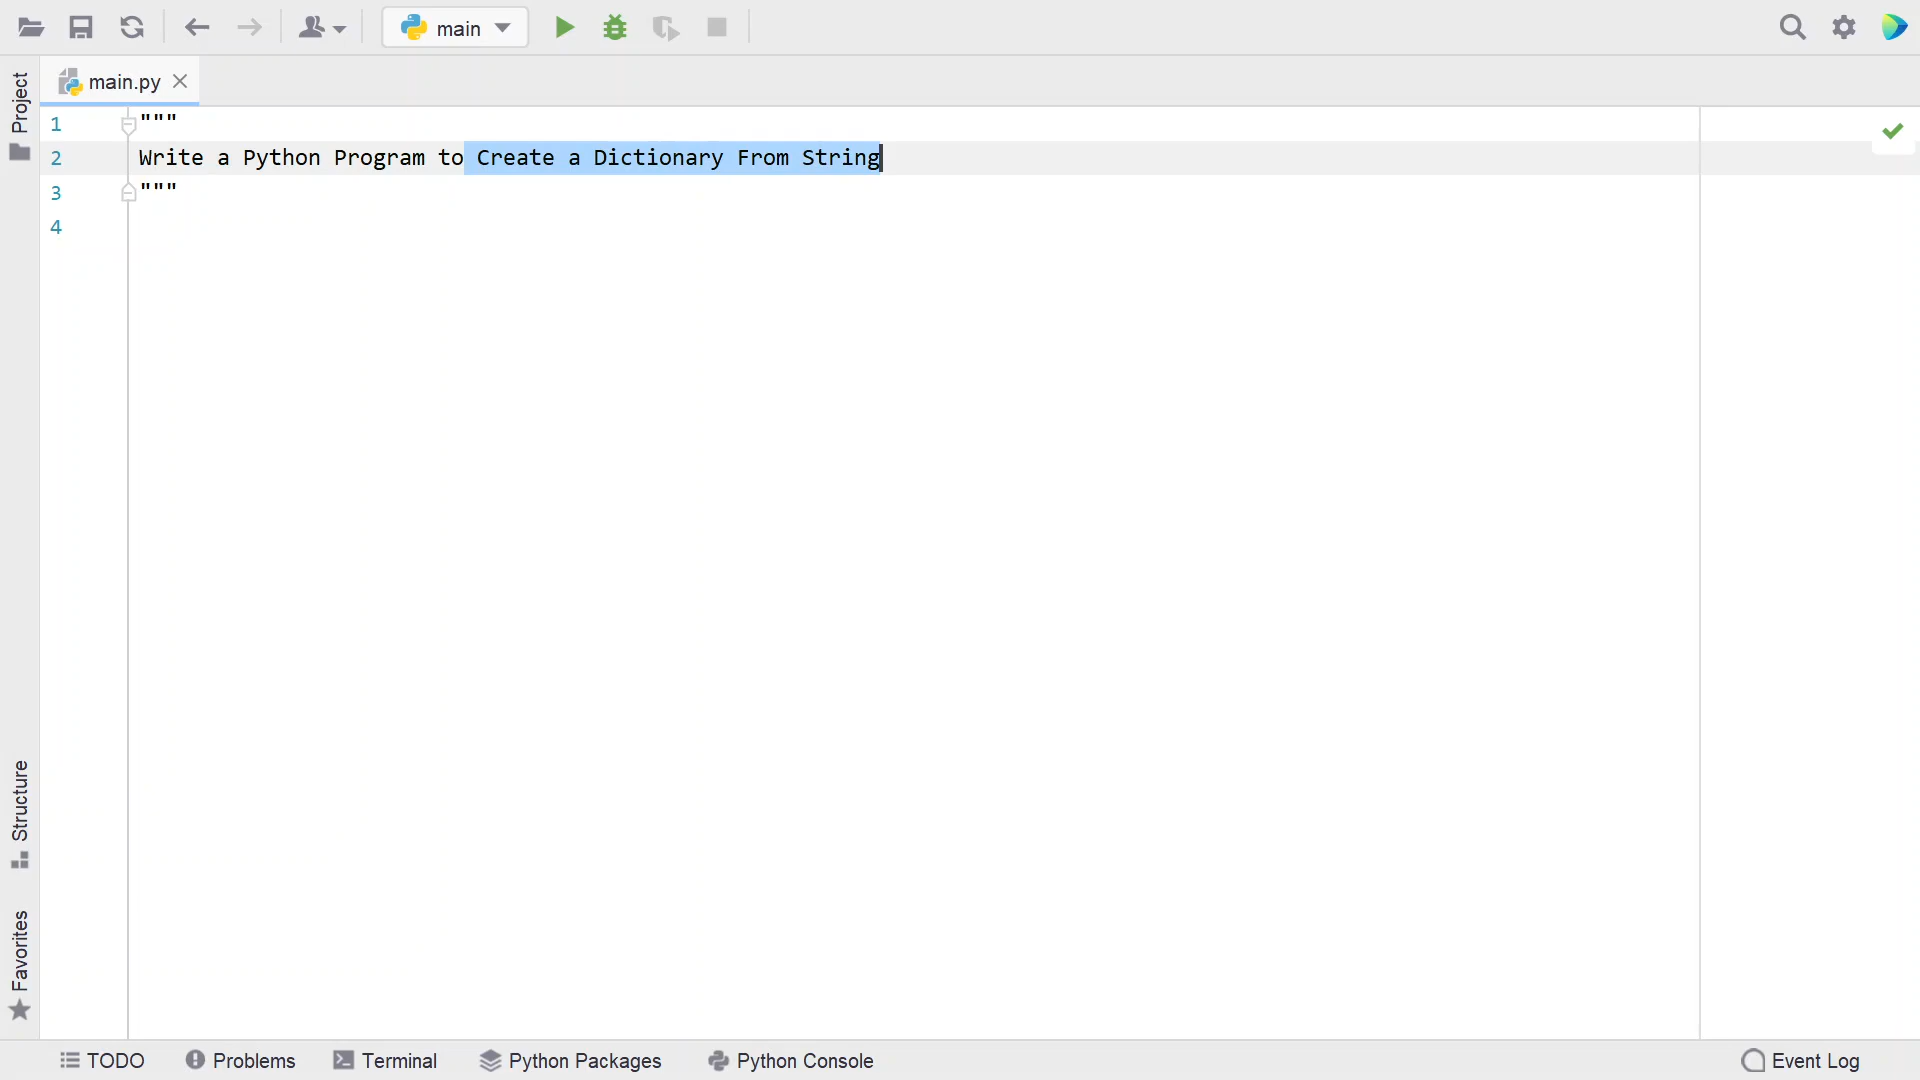 main
Project
main.py
1 """
2 Write a Python Program to Create a Dictionary From String
3 """
4
Structure
Favorites
TODO Problems Terminal Python Packages Python Console Event Log